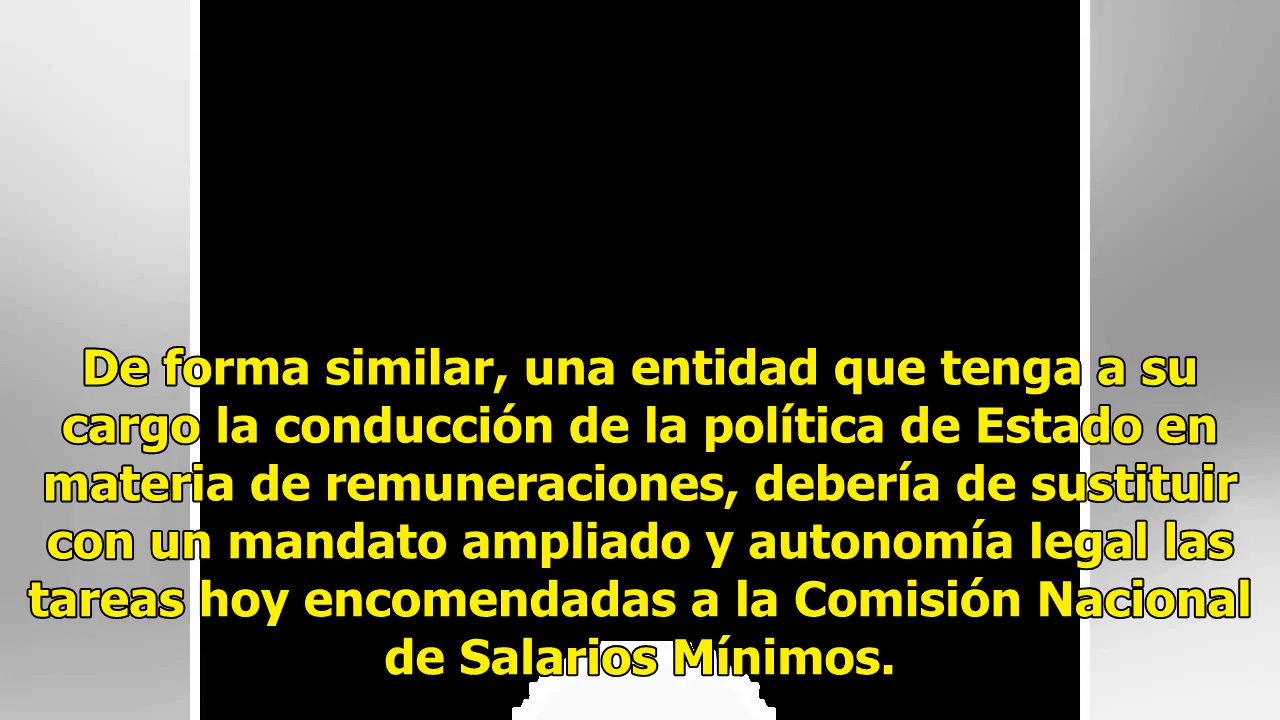 De forma similar, una entidad que tenga a su
cargo la conducción de la política de Estado en
materia de remuneraciones, debería de sustituir
con un mandato ampliado y autonomía legal las
tareas hoy encomendadas a la Comisión Nacional
de Salarios Mínimos.